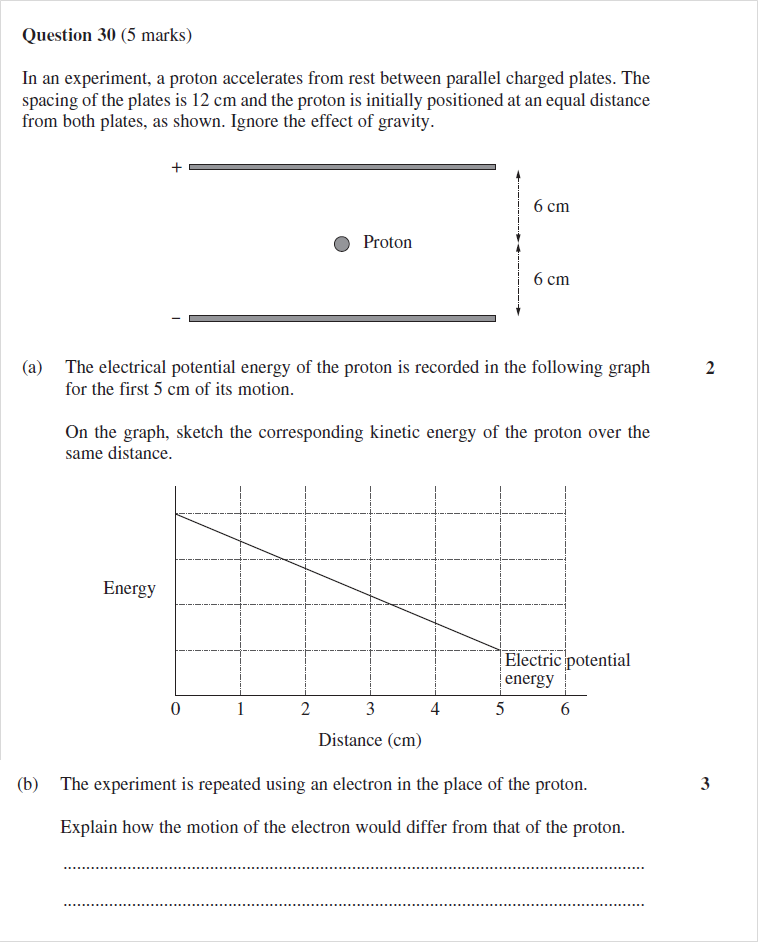 Question 30 (5 marks)
In an experiment, a proton accelerates from rest between parallel charged plates. The
spacing of the plates is 12 cm and the proton is initially positioned at an equal distance
from both plates, as shown. Ignore the effect of gravity.
+
6 cm
Proton
6 cm
–
(a) The electrical potential energy of the proton is recorded in the following graph 2
for the first 5 cm of its motion.
On the graph, sketch the corresponding kinetic energy of the proton over the
same distance.
Energy
Electric potential
energy
0 1 2 3 4 5 6
Distance (cm)
(b) The experiment is repeated using an electron in the place of the proton. 3
Explain how the motion of the electron would differ from that of the proton.